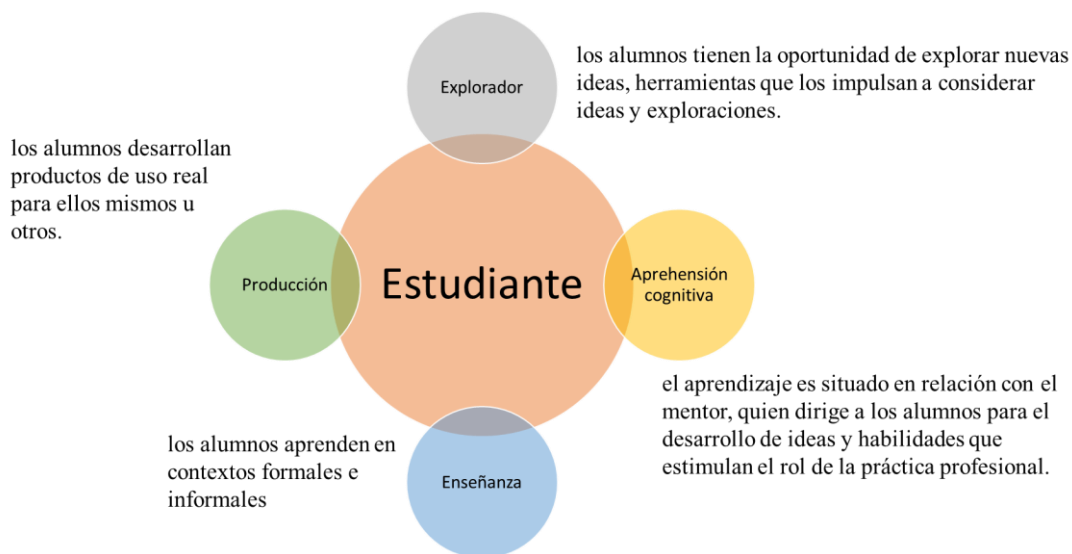 Explorador
los alumnos tienen la oportunidad de explorar nuevas
ideas, herramientas que los impulsan a considerar
ideas y exploraciones.
los alumnos desarrollan
productos de uso real
para ellos mismos u
otros.
Producción
Estudiante
Aprehensión
cognitiva
el aprendizaje es situado en relación con el
mentor, quien dirige a los alumnos para el
desarrollo de ideas y habilidades que
estimulan el rol de la práctica profesional.
los alumnos aprenden en
contextos formales e
informales
Enseñanza